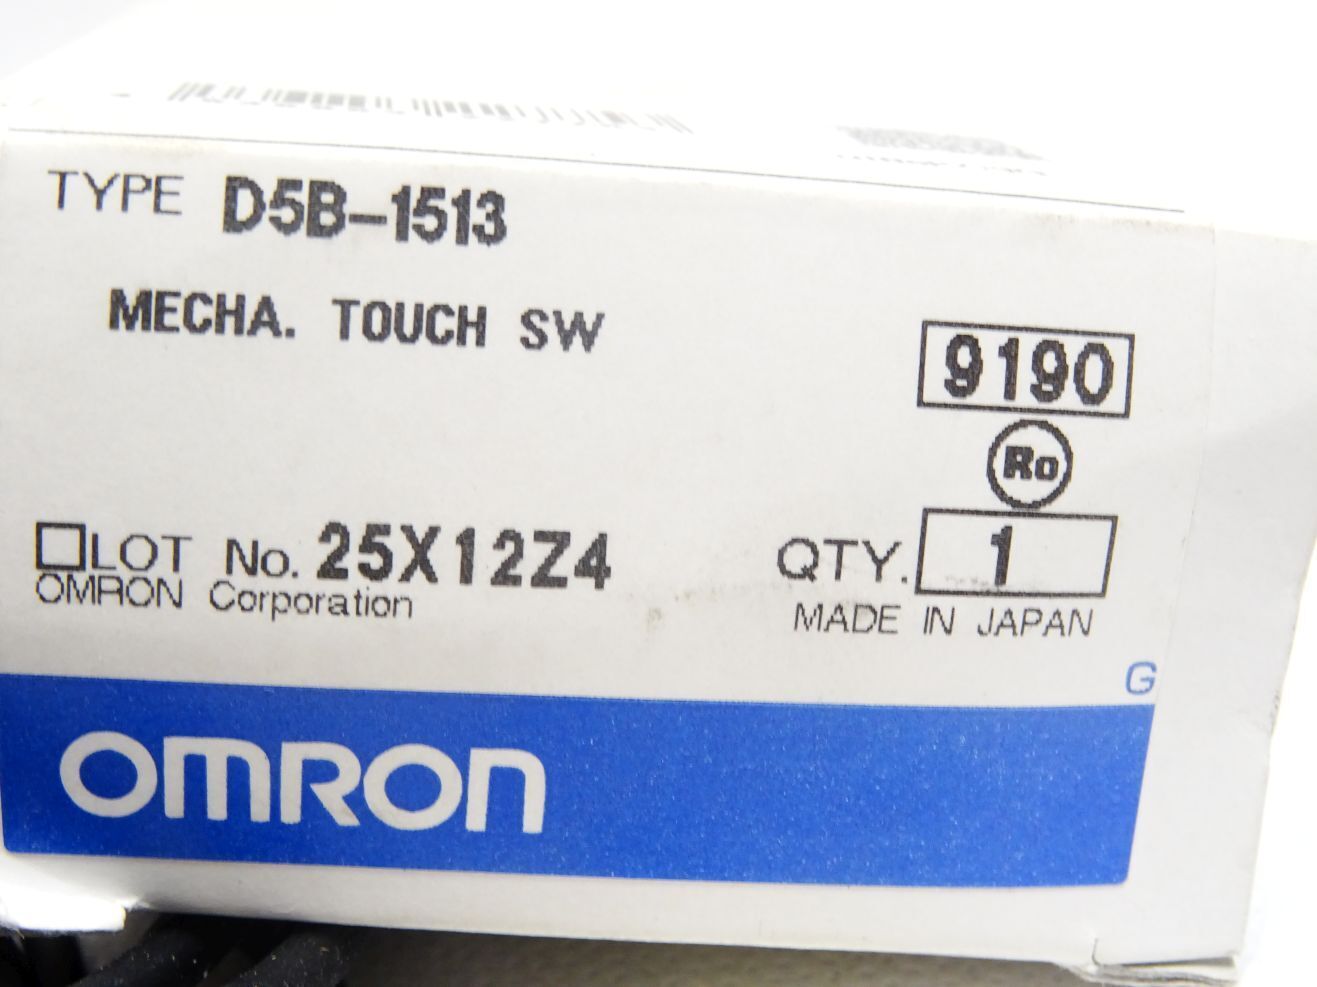 TYPE D5B-1513
MECHA. TOUCH SW
9190
Ro
□LOT No. 25X12Z4 QTY. 1
OMRON Corporation
MADE IN JAPAN
G
OMRON